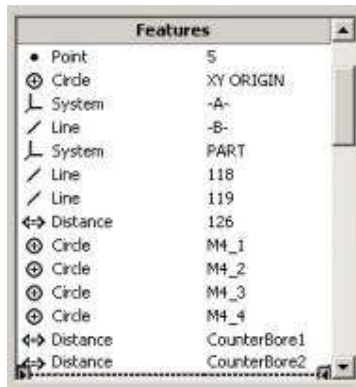 Features
Point 5
Circle XY ORIGIN
System -A-
Line -B-
System PART
Line 118
Line 119
Distance 126
Circle M4_1
Circle M4_2
Circle M4_3
Circle M4_4
Distance CounterBore1
Distance CounterBore2